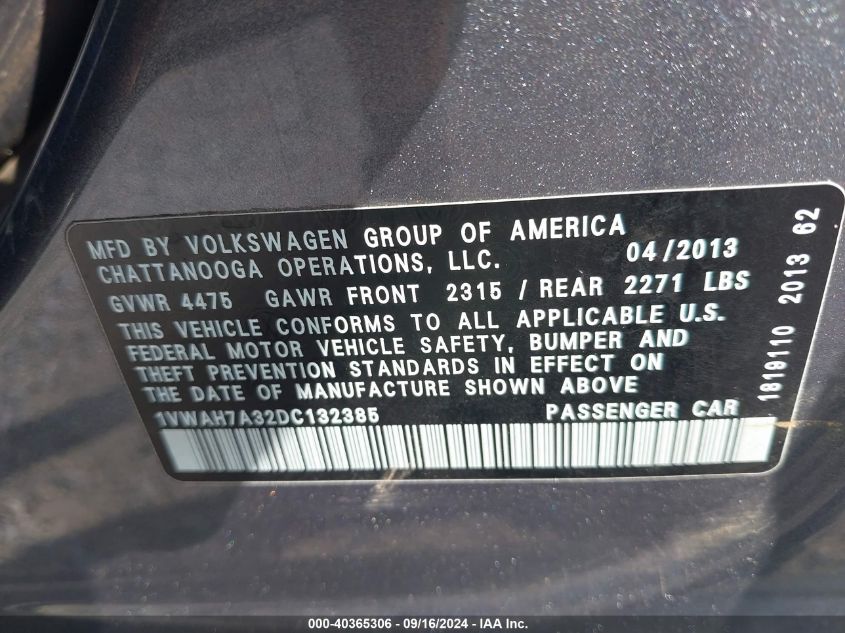 MFD BY VOLKSWAGEN GROUP OF AMERICA
CHATTANOOGA OPERATIONS, LLC. 04/2013
GVWR 4475 GAWR FRONT 2315 / REAR 2271 LBS
THIS VEHICLE CONFORMS TO ALL APPLICABLE U.S.
FEDERAL MOTOR VEHICLE SAFETY, BUMPER AND
THEFT PREVENTION STANDARDS IN EFFECT ON
THE DATE OF MANUFACTURE SHOWN ABOVE
1VWAH7A32DC132385 PASSENGER CAR
1819110 2013 62
000-40365306 - 09/16/2024 - IAA Inc.